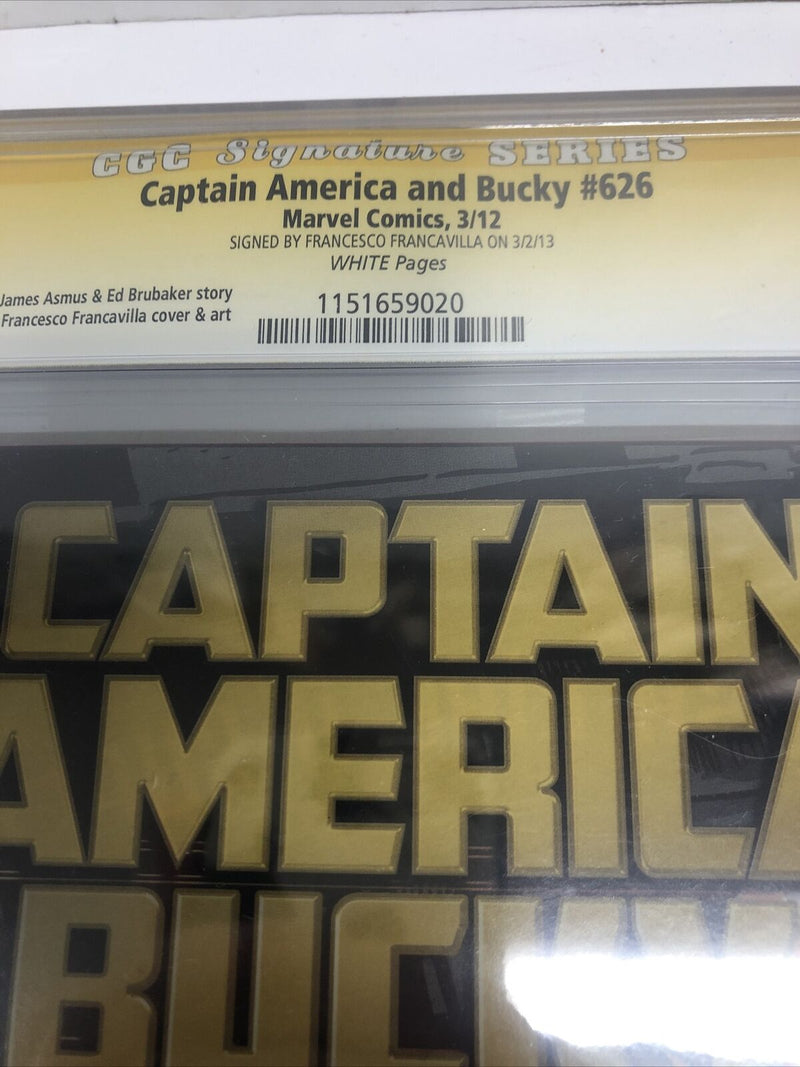 CGC Signature SERIES
Captain America and Bucky #626
Marvel Comics, 3/12
SIGNED BY FRANCESCO FRANCAVILLA ON 3/2/13
WHITE Pages
James Asmus & Ed Brubaker story
Francesco Francavilla cover & art
1151659020
CAPTAIN
AMERICA
BUCKY